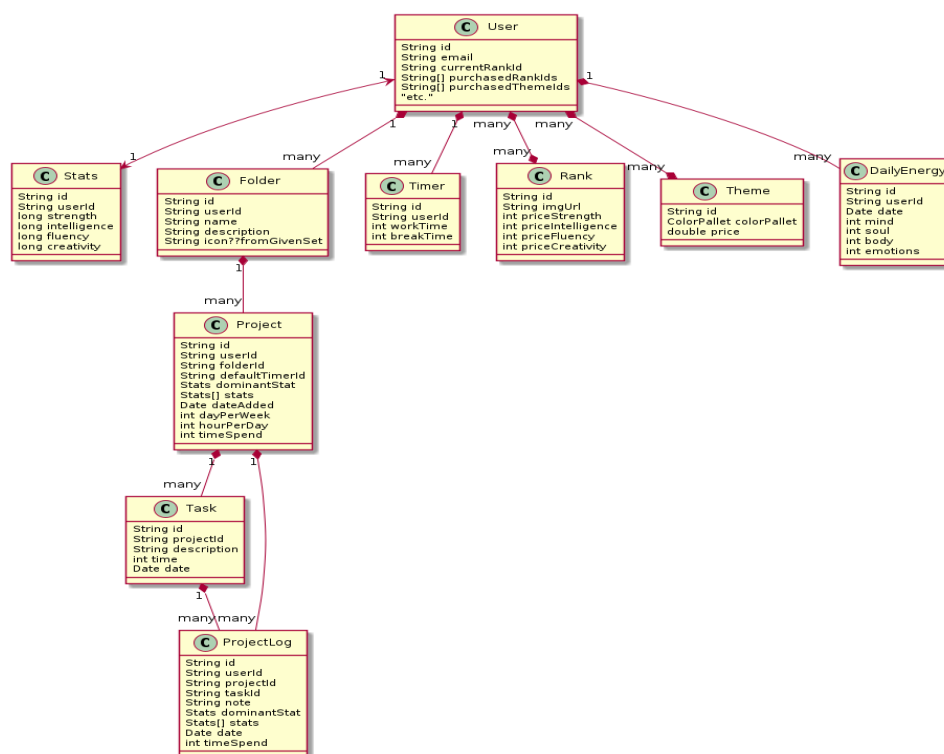 C User
String id
String email
String currentRankId
String[] purchasedRankIds
String[] purchasedThemeIds
"etc."
1
1
1
1
many
many
1
many
many
many
many
many
1
C Stats
String id
String userId
long strength
long intelligence
long fluency
long creativity
C Folder
String id
String userId
String name
String description
String icon??fromGivenSet
C Timer
String id
String userId
int workTime
int breakTime
C Rank
String id
String imgUrl
int priceStrength
int priceIntelligence
int priceFluency
int priceCreativity
C Theme
String id
ColorPallet colorPallet
double price
C DailyEnergy
String id
String userId
Date date
int mind
int soul
int body
int emotions
1
many
C Project
String id
String userId
String folderId
String defaultTimerId
Stats dominantStat
Stats[] stats
Date dateAdded
int dayPerWeek
int hourPerDay
int timeSpend
1
1
many
C Task
String id
String projectId
String description
int time
Date date
1
many
many
C ProjectLog
String id
String userId
String projectId
String taskId
String note
Stats dominantStat
Stats[] stats
Date date
int timeSpend